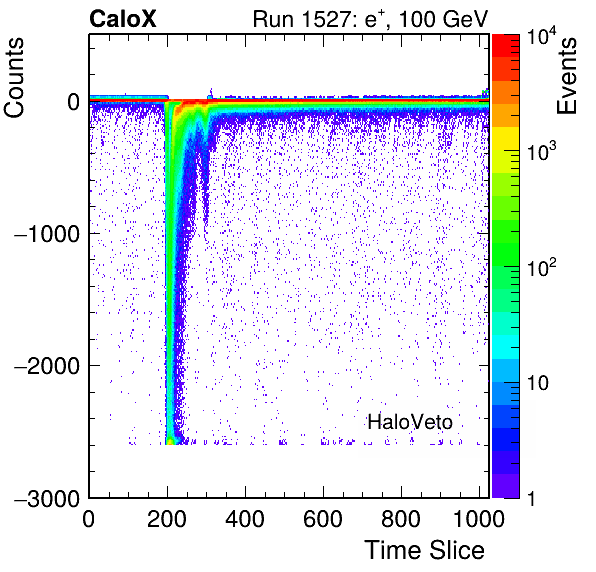 CaloX Run 1527: e⁺, 100 GeV
Counts
Events
0
−1000
−2000
−3000
0 200 400 600 800 1000
Time Slice
HaloVeto
10⁴
10³
10²
10
1